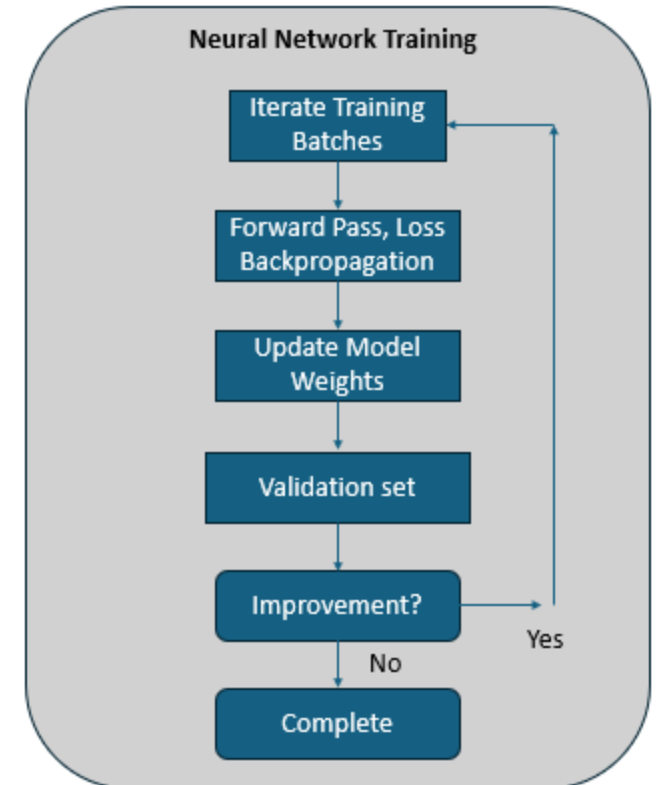 Neural Network Training
Iterate Training
Batches
Forward Pass, Loss
Backpropagation
Update Model
Weights
Validation set
Improvement?
Yes
No
Complete